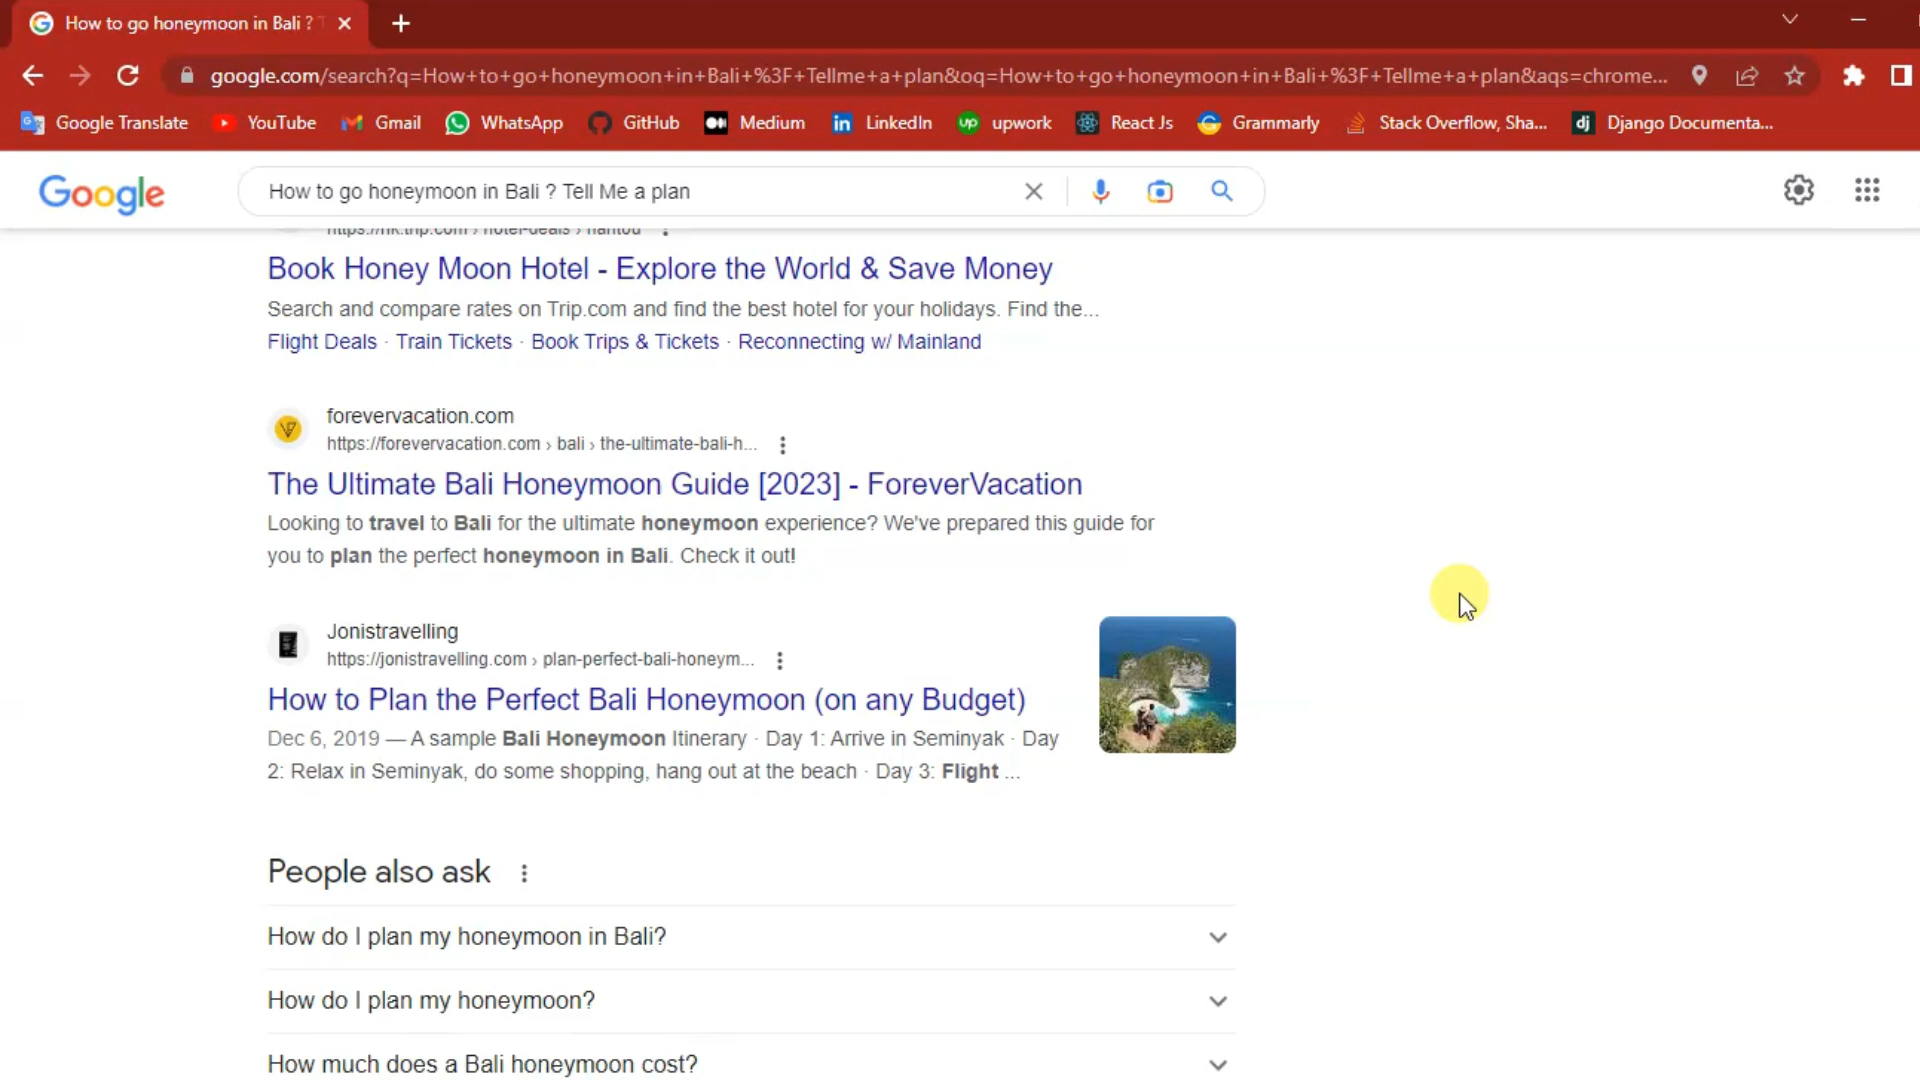 How to go honeymoon in Bali ?
google.com/search?q=How+to+go+honeymoon+in+Bali+%3F+Tellme+a+plan&oq=How+to+go+honeymoon+in+Bali+%3F+Tellme+a+plan&aqs=chrome...
Google Translate YouTube Gmail WhatsApp GitHub Medium LinkedIn upwork React Js Grammarly Stack Overflow, Sha... Django Documenta...
Google How to go honeymoon in Bali ? Tell Me a plan
https://hk.trip.com › hotel-deals › nantou
Book Honey Moon Hotel - Explore the World & Save Money
Search and compare rates on Trip.com and find the best hotel for your holidays. Find the...
Flight Deals · Train Tickets · Book Trips & Tickets · Reconnecting w/ Mainland
forevervacation.com
https://forevervacation.com › bali › the-ultimate-bali-h...
The Ultimate Bali Honeymoon Guide [2023] - ForeverVacation
Looking to travel to Bali for the ultimate honeymoon experience? We've prepared this guide for
you to plan the perfect honeymoon in Bali. Check it out!
Jonistravelling
https://jonistravelling.com › plan-perfect-bali-honeym...
How to Plan the Perfect Bali Honeymoon (on any Budget)
Dec 6, 2019 — A sample Bali Honeymoon Itinerary · Day 1: Arrive in Seminyak · Day
2: Relax in Seminyak, do some shopping, hang out at the beach · Day 3: Flight ...
People also ask
How do I plan my honeymoon in Bali?
How do I plan my honeymoon?
How much does a Bali honeymoon cost?